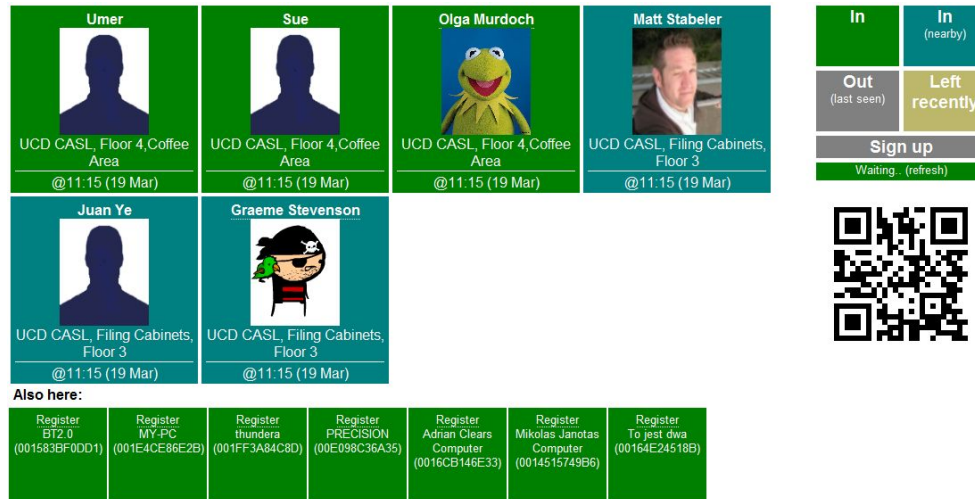 Umer
UCD CASL, Floor 4,Coffee
Area
@11:15 (19 Mar)
Sue
UCD CASL, Floor 4,Coffee
Area
@11:15 (19 Mar)
Olga Murdoch
UCD CASL, Floor 4,Coffee
Area
@11:15 (19 Mar)
Matt Stabeler
UCD CASL, Filing Cabinets,
Floor 3
@11:15 (19 Mar)
Juan Ye
UCD CASL, Filing Cabinets,
Floor 3
@11:15 (19 Mar)
Graeme Stevenson
UCD CASL, Filing Cabinets,
Floor 3
@11:15 (19 Mar)
In
In
(nearby)
Out
(last seen)
Left
recently
Sign up
Waiting.. (refresh)
Also here:
Register
BT2.0
(001583BF0DD1)
Register
MY-PC
(001E4CE86E2B)
Register
thundera
(001FF3A84C8D)
Register
PRECISION
(00E098C36A35)
Register
Adrian Clears
Computer
(0016CB146E33)
Register
Mikolas Janotas
Computer
(0014515749B6)
Register
To jest dwa
(00164E24518B)